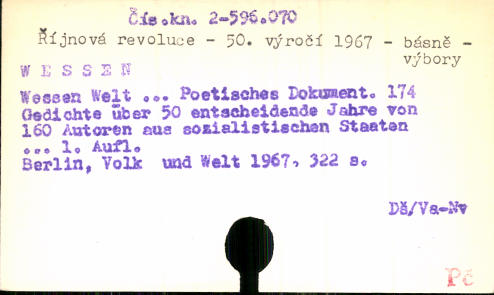 Čís.kn. 2-596.070
Říjnová revoluce - 50. výročí 1967 - básně -
výbory
W E S S E N
Wessen Welt ... Poetisches Dokument. 174
Gedichte über 50 entscheidende Jahre von
160 Autoren aus sozialistischen Staaten
... 1. Aufl.
Berlin, Volk und Welt 1967, 322 s.
Dš/Va-Nv
Pč